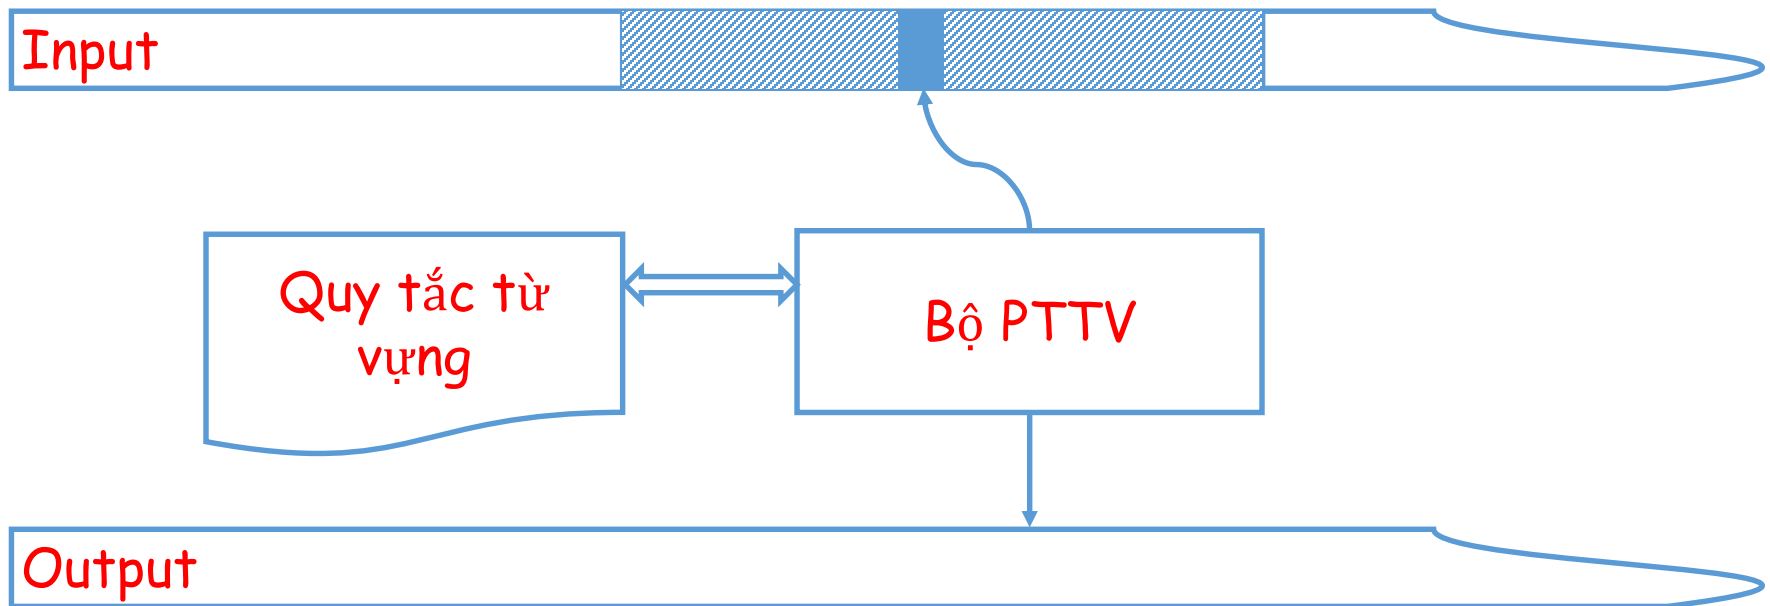 Input
Quy tắc từ
vựng
Bộ PTTV
Output